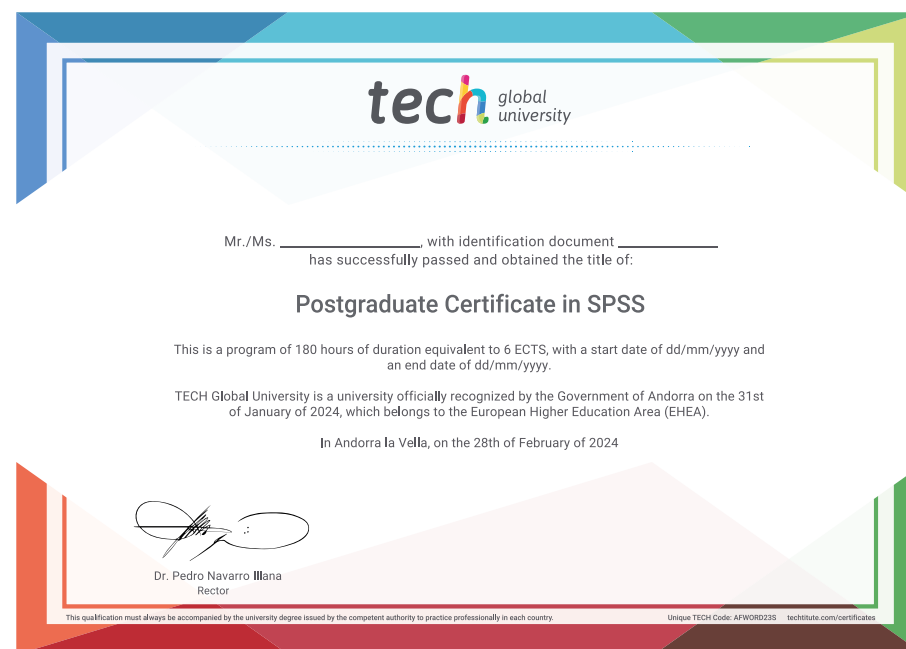 tech global
university
Mr./Ms. ____________________, with identification document ______________
has successfully passed and obtained the title of:
Postgraduate Certificate in SPSS
This is a program of 180 hours of duration equivalent to 6 ECTS, with a start date of dd/mm/yyyy and
an end date of dd/mm/yyyy.
TECH Global University is a university officially recognized by the Government of Andorra on the 31st
of January of 2024, which belongs to the European Higher Education Area (EHEA).
In Andorra la Vella, on the 28th of February of 2024
Dr. Pedro Navarro Illana
Rector
This qualification must always be accompanied by the university degree issued by the competent authority to practice professionally in each country.
Unique TECH Code: AFWORD23S techtitute.com/certificates